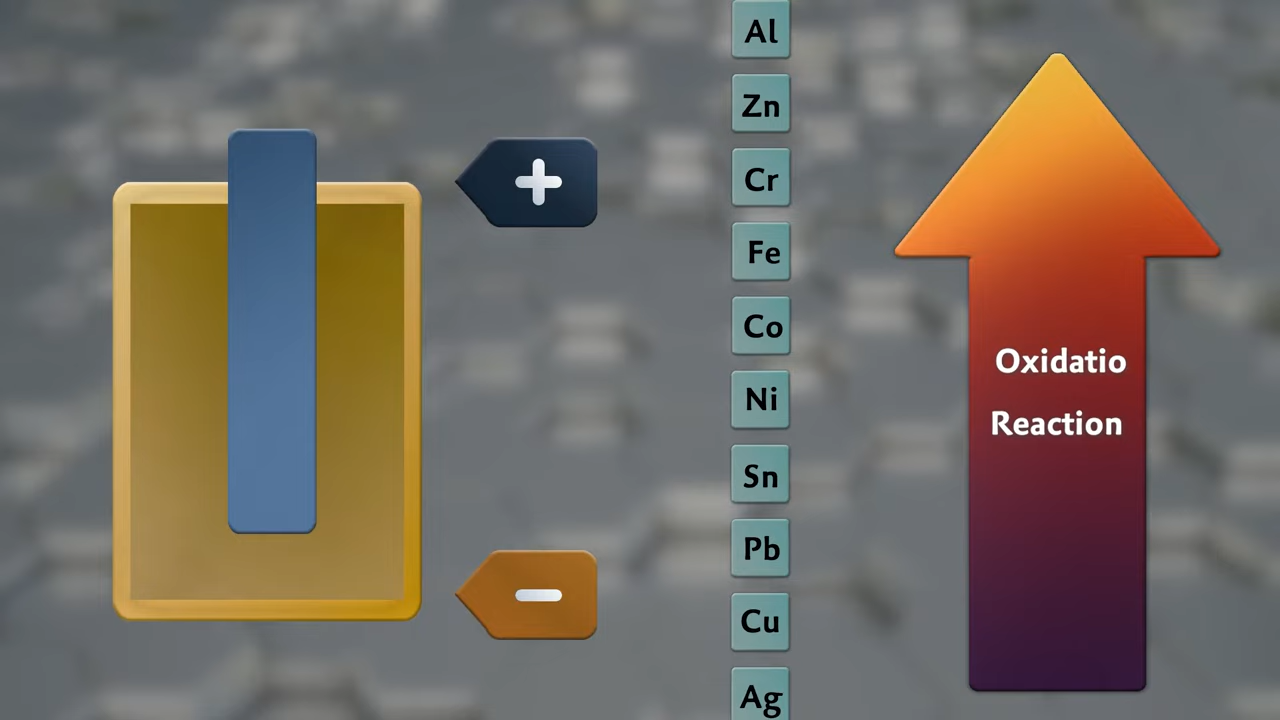 Al
Zn
Cr
Fe
Co
Ni
Sn
Pb
Cu
Ag
Oxidatio
Reaction
+
-